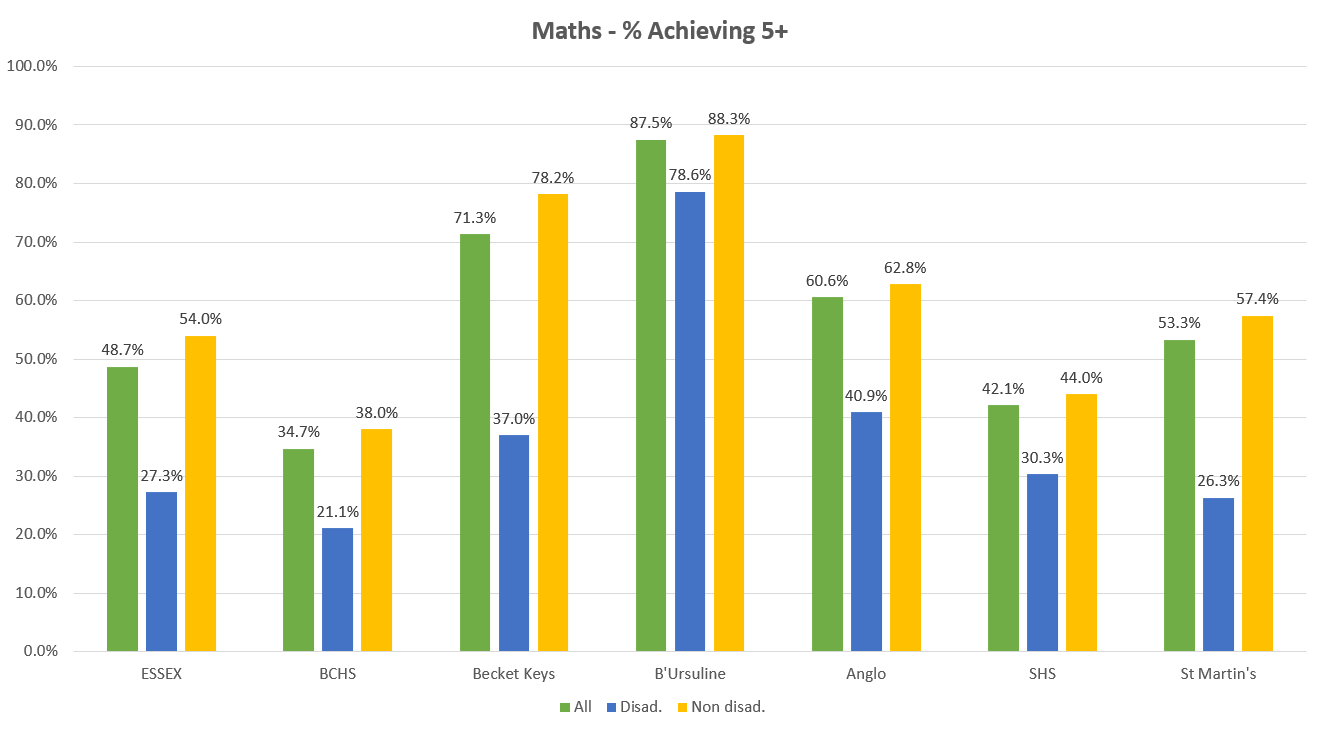 Maths - % Achieving 5+
100.0%
90.0%
80.0%
70.0%
60.0%
50.0%
40.0%
30.0%
20.0%
10.0%
0.0%
48.7% 27.3% 54.0%
34.7% 21.1% 38.0%
71.3% 37.0% 78.2%
87.5% 78.6% 88.3%
60.6% 40.9% 62.8%
42.1% 30.3% 44.0%
53.3% 26.3% 57.4%
ESSEX BCHS Becket Keys B'Ursuline Anglo SHS St Martin's
All Disad. Non disad.